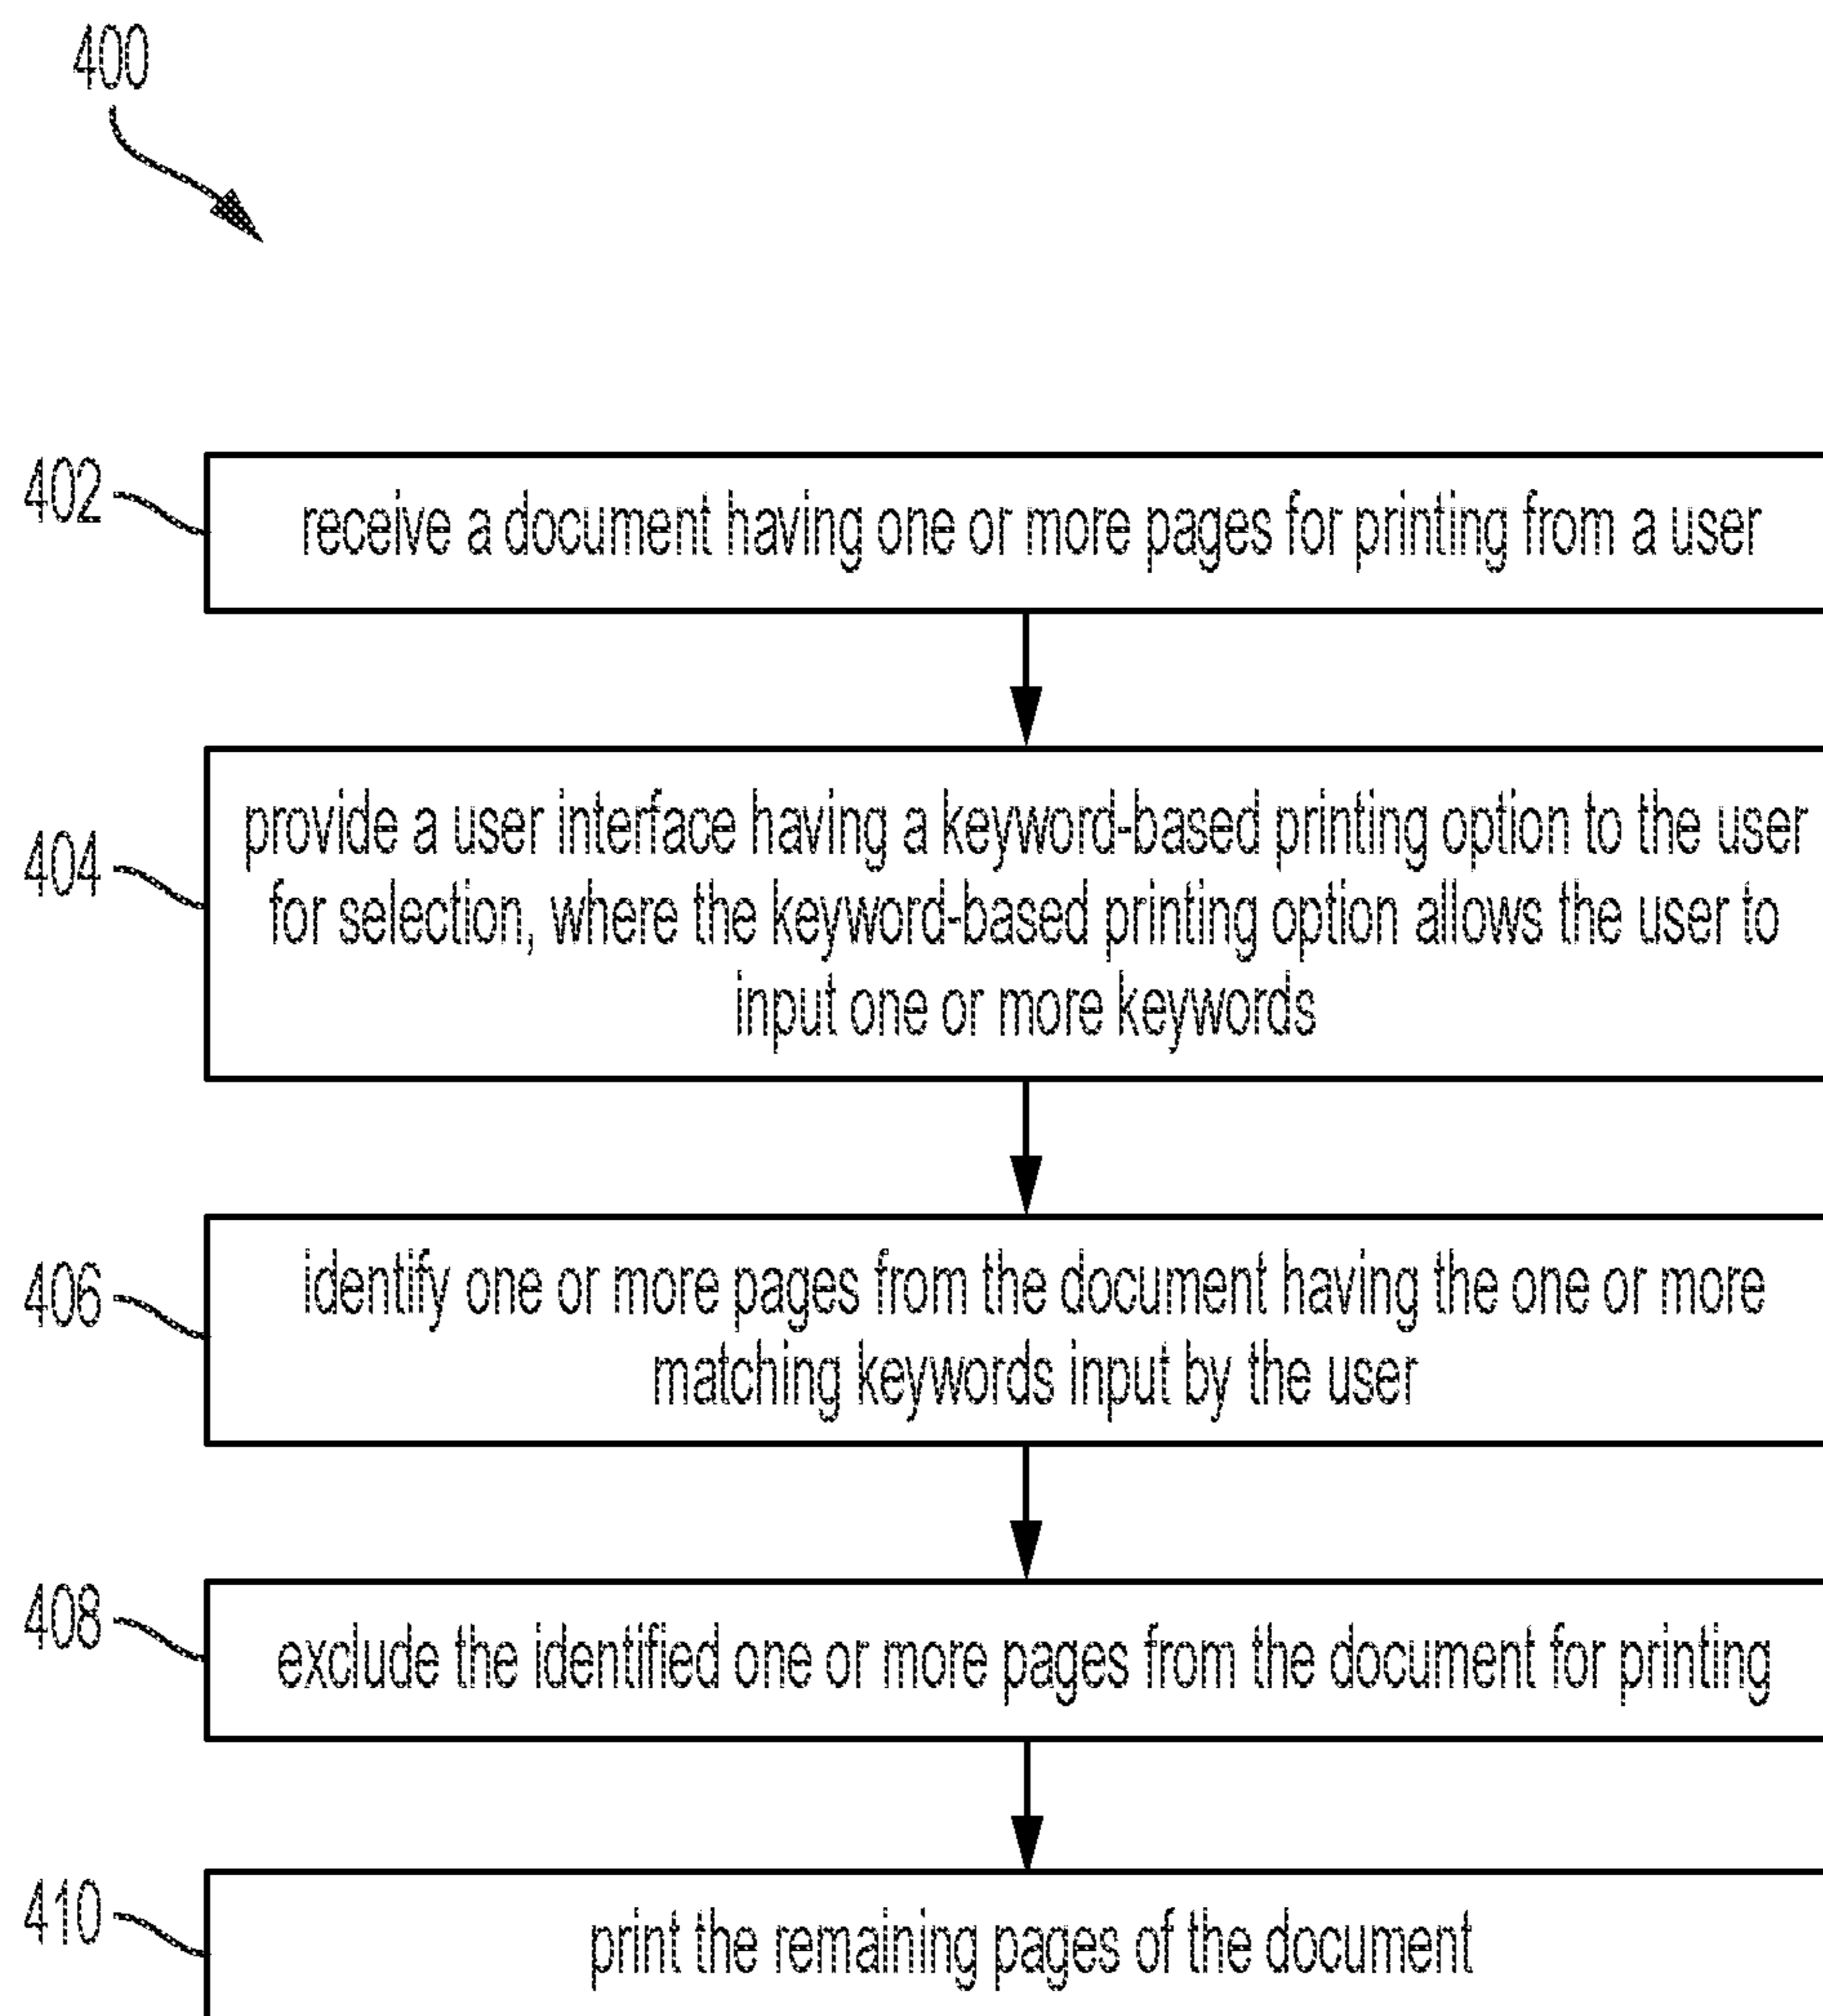 400
402
receive a document having one or more pages for printing from a user
404
provide a user interface having a keyword-based printing option to the user
for selection, where the keyword-based printing option allows the user to
input one or more keywords
406
identify one or more pages from the document having the one or more
matching keywords input by the user
408
exclude the identified one or more pages from the document for printing
410
print the remaining pages of the document